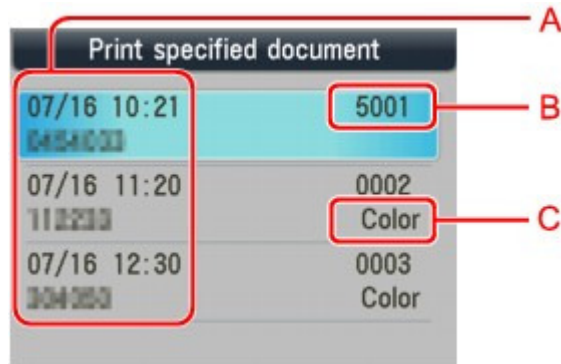 A
Print specified document
07/16 10:21 5001
B
07/16 11:20 0002
Color
C
07/16 12:30 0003
Color